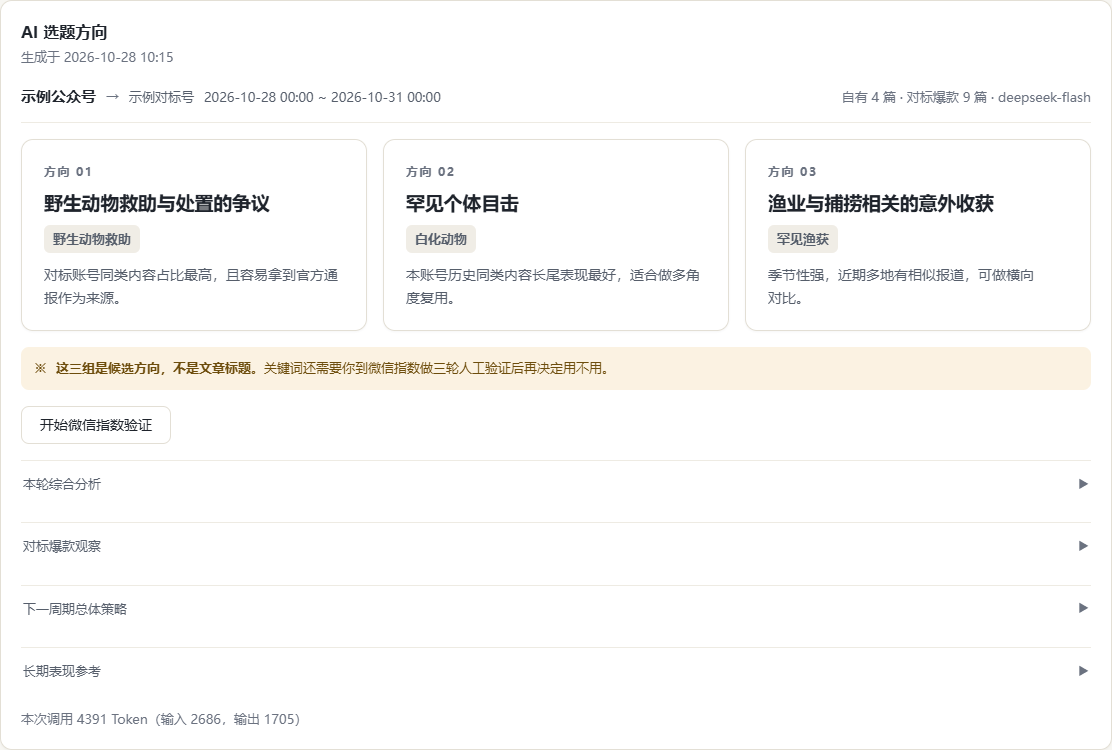 AI 选题方向
生成于 2026-10-28 10:15
示例公众号 → 示例对标号 2026-10-28 00:00 ~ 2026-10-31 00:00
自有 4 篇 · 对标爆款 9 篇 · deepseek-flash
方向 01
野生动物救助与处置的争议
野生动物救助
对标账号同类内容占比最高，且容易拿到官方通
报作为来源。
方向 02
罕见个体目击
白化动物
本账号历史同类内容长尾表现最好，适合做多角
度复用。
方向 03
渔业与捕捞相关的意外收获
罕见渔获
季节性强，近期多地有相似报道，可做横向
对比。
※ 这三组是候选方向，不是文章标题。关键词还需要你到微信指数做三轮人工验证后再决定用不用。
开始微信指数验证
本轮综合分析
对标爆款观察
下一周期总体策略
长期表现参考
本次调用 4391 Token（输入 2686，输出 1705）